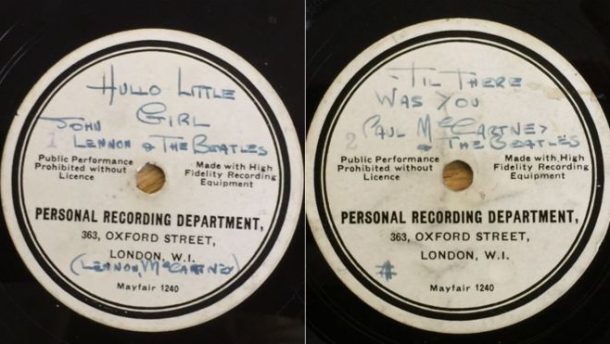 HULLO LITTLE
GIRL
1 JOHN
LENNON & THE BEATLES
Public Performance
Prohibited without
Licence
Made with High
Fidelity Recording
Equipment
PERSONAL RECORDING DEPARTMENT,
363, OXFORD STREET,
LONDON, W.I.
(LENNON, McCARTNEY)
Mayfair 1240
'TIL THERE
WAS YOU
2 PAUL McCARTNEY
& THE BEATLES
Public Performance
Prohibited without
Licence
Made with High
Fidelity Recording
Equipment
PERSONAL RECORDING DEPARTMENT,
363, OXFORD STREET,
LONDON, W.I.
Mayfair 1240